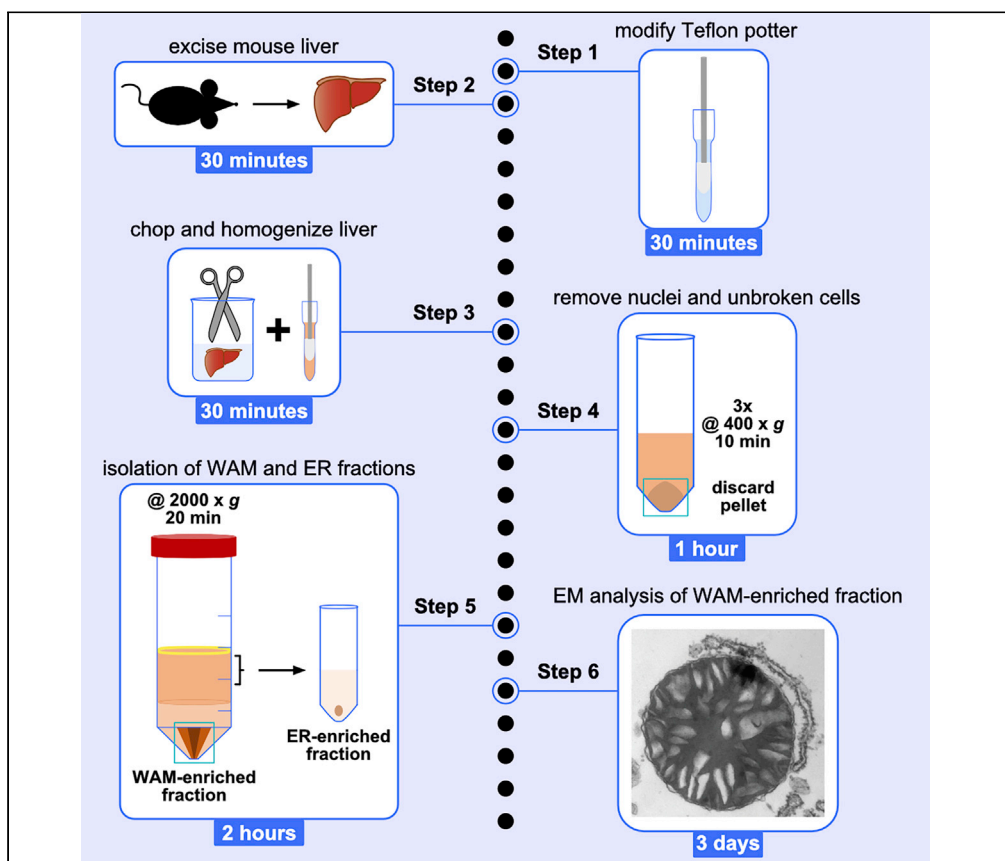 modify Teflon potter
Step 1
30 minutes
excise mouse liver
Step 2
30 minutes
chop and homogenize liver
+
Step 3
30 minutes
remove nuclei and unbroken cells
Step 4
3x
@ 400 x g
10 min
discard
pellet
1 hour
isolation of WAM and ER fractions
@ 2000 x g
20 min
Step 5
ER-enriched
fraction
WAM-enriched
fraction
2 hours
EM analysis of WAM-enriched fraction
Step 6
3 days